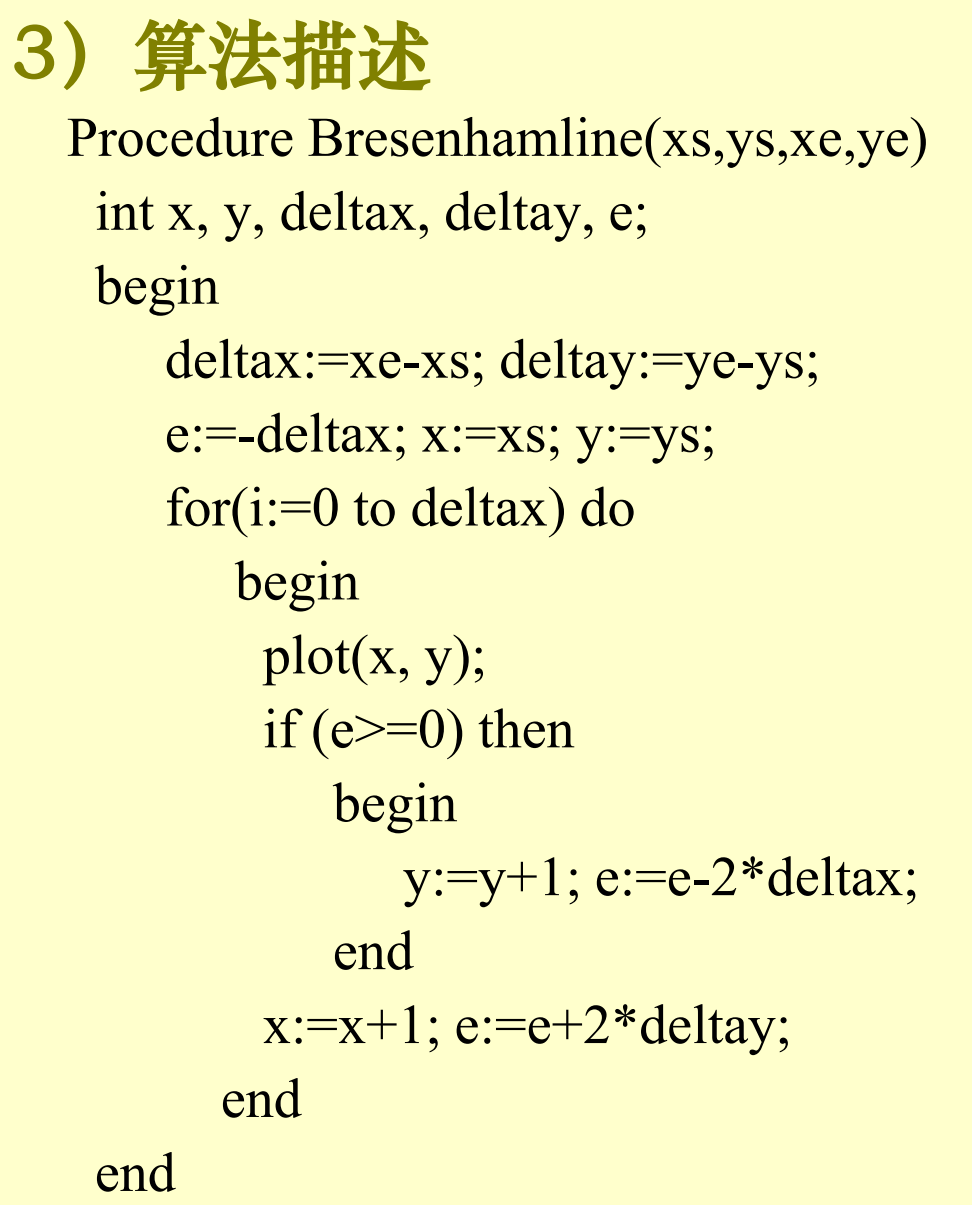 3）算法描述
Procedure Bresenhamline(xs,ys,xe,ye)
int x, y, deltax, deltay, e;
begin
deltax:=xe-xs; deltay:=ye-ys;
e:=-deltax; x:=xs; y:=ys;
for(i:=0 to deltax) do
begin
plot(x, y);
if (e>=0) then
begin
y:=y+1; e:=e-2*deltax;
end
x:=x+1; e:=e+2*deltay;
end
end